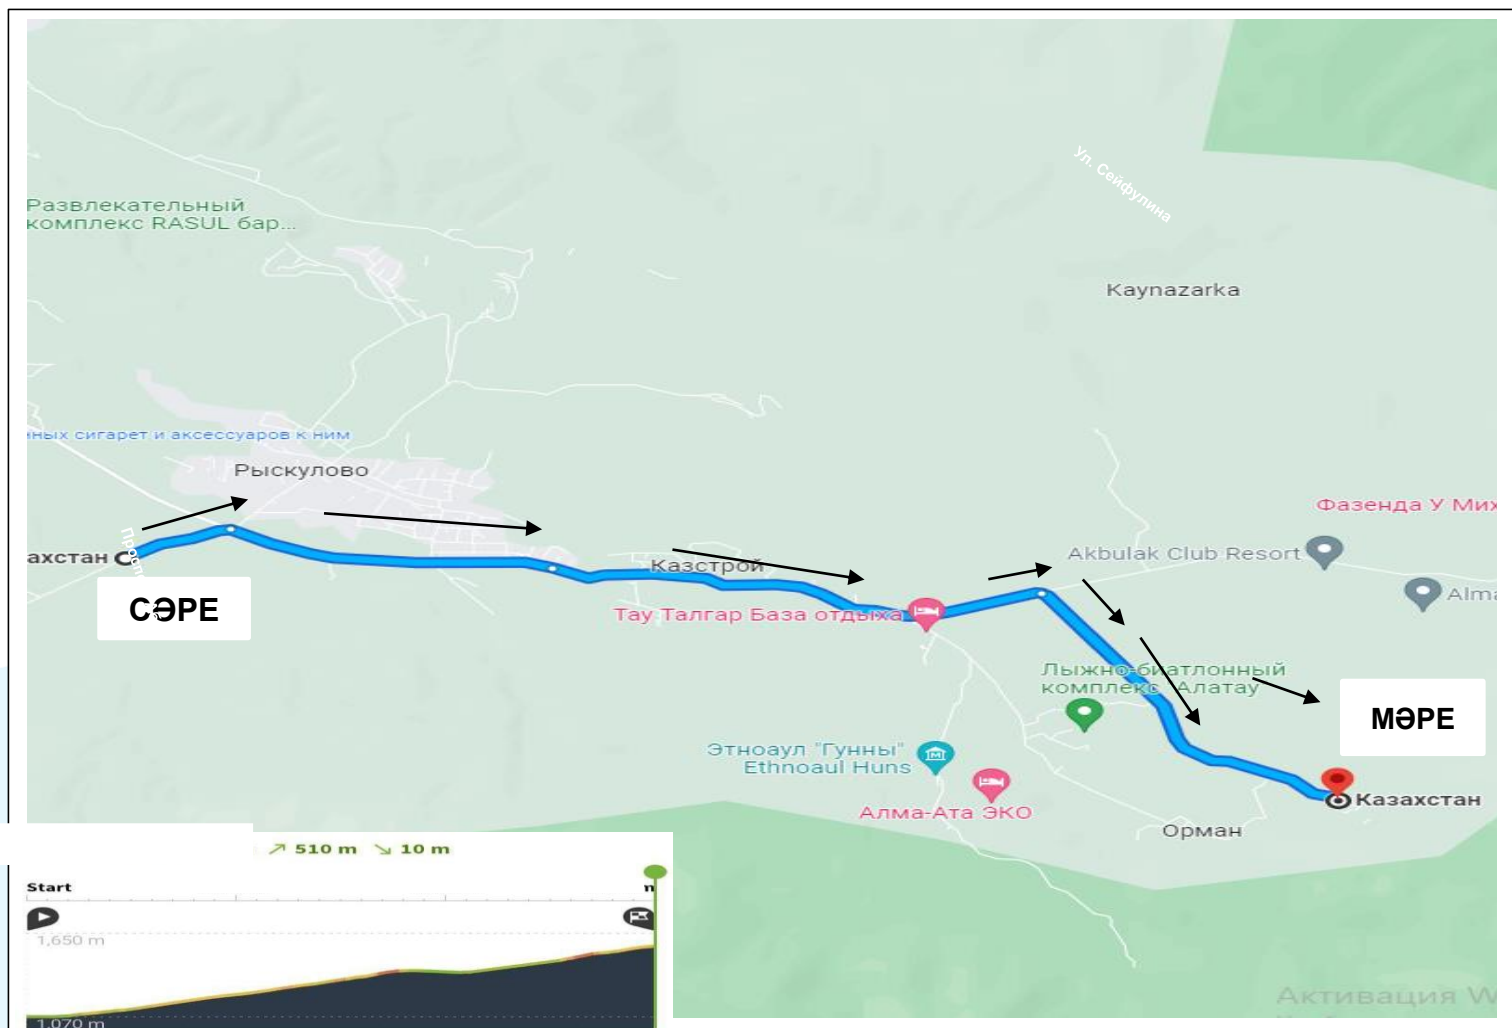 Ул. Сейфулина
Развлекательный
комплекс RASUL бар...
Kaynazarka
нных сигарет и аксессуаров к ним
Рыскулово
Фазенда У Мих
ахстан
Казстрой
Akbulak Club Resort
Alma
СӘРЕ
Тау Талгар База отдыха
Лыжно-биатлонный
комплекс Алатау
МӘРЕ
Этноаул "Гунны"
Ethnoaul Huns
Алма-Ата ЭКО
Казахстан
Орман
510 m 10 m
Start
1,650 m
1,070 m
Активация W